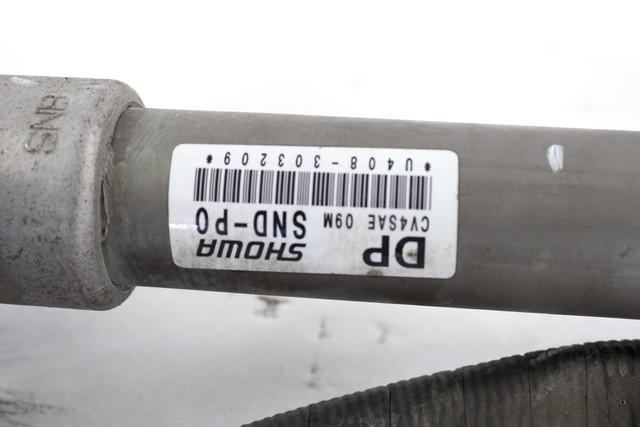 DP SHOWA
CV4SAE 09M SND-P0
*U408-303209*
SNB